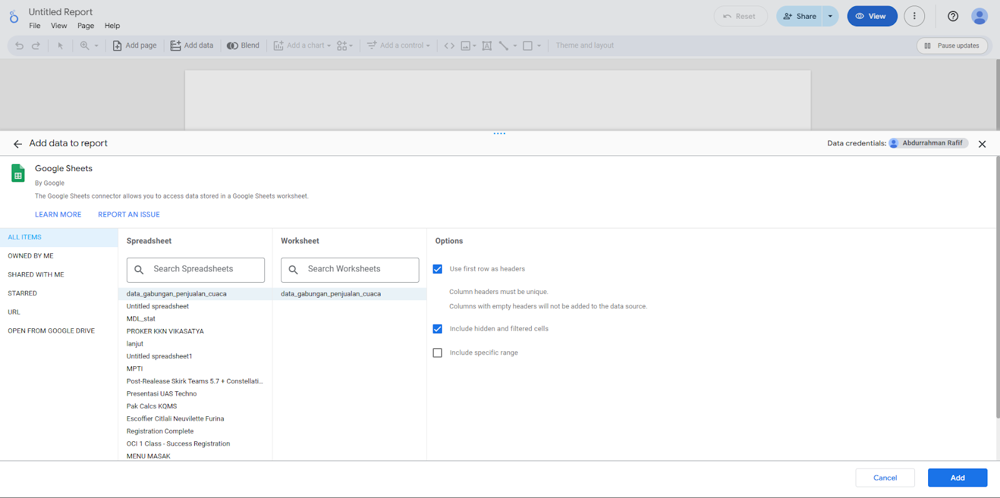 Untitled Report
File View Page Help
Reset
Share
View
Add page
Add data
Blend
Add a chart
Add a control
Theme and layout
Pause updates
Add data to report
Data credentials: Abdurrahman Rafif
Google Sheets
By Google
The Google Sheets connector allows you to access data stored in a Google Sheets worksheet.
LEARN MORE REPORT AN ISSUE
ALL ITEMS
OWNED BY ME
SHARED WITH ME
STARRED
URL
OPEN FROM GOOGLE DRIVE
Spreadsheet
Search Spreadsheets
data_gabungan_penjualan_cuaca
Untitled spreadsheet
MDL_stat
PROKER KKN VIKASATYA
lanjut
Untitled spreadsheet1
MPTI
Post-Realease Skirk Teams 5.7 + Constellati...
Presentasi UAS Techno
Pak Calcs KQMS
Escoffier Citlali Neuvilette Furina
Registration Complete
OCI 1 Class - Success Registration
MENU MASAK
Worksheet
Search Worksheets
data_gabungan_penjualan_cuaca
Options
Use first row as headers
Column headers must be unique.
Columns with empty headers will not be added to the data source.
Include hidden and filtered cells
Include specific range
Cancel
Add